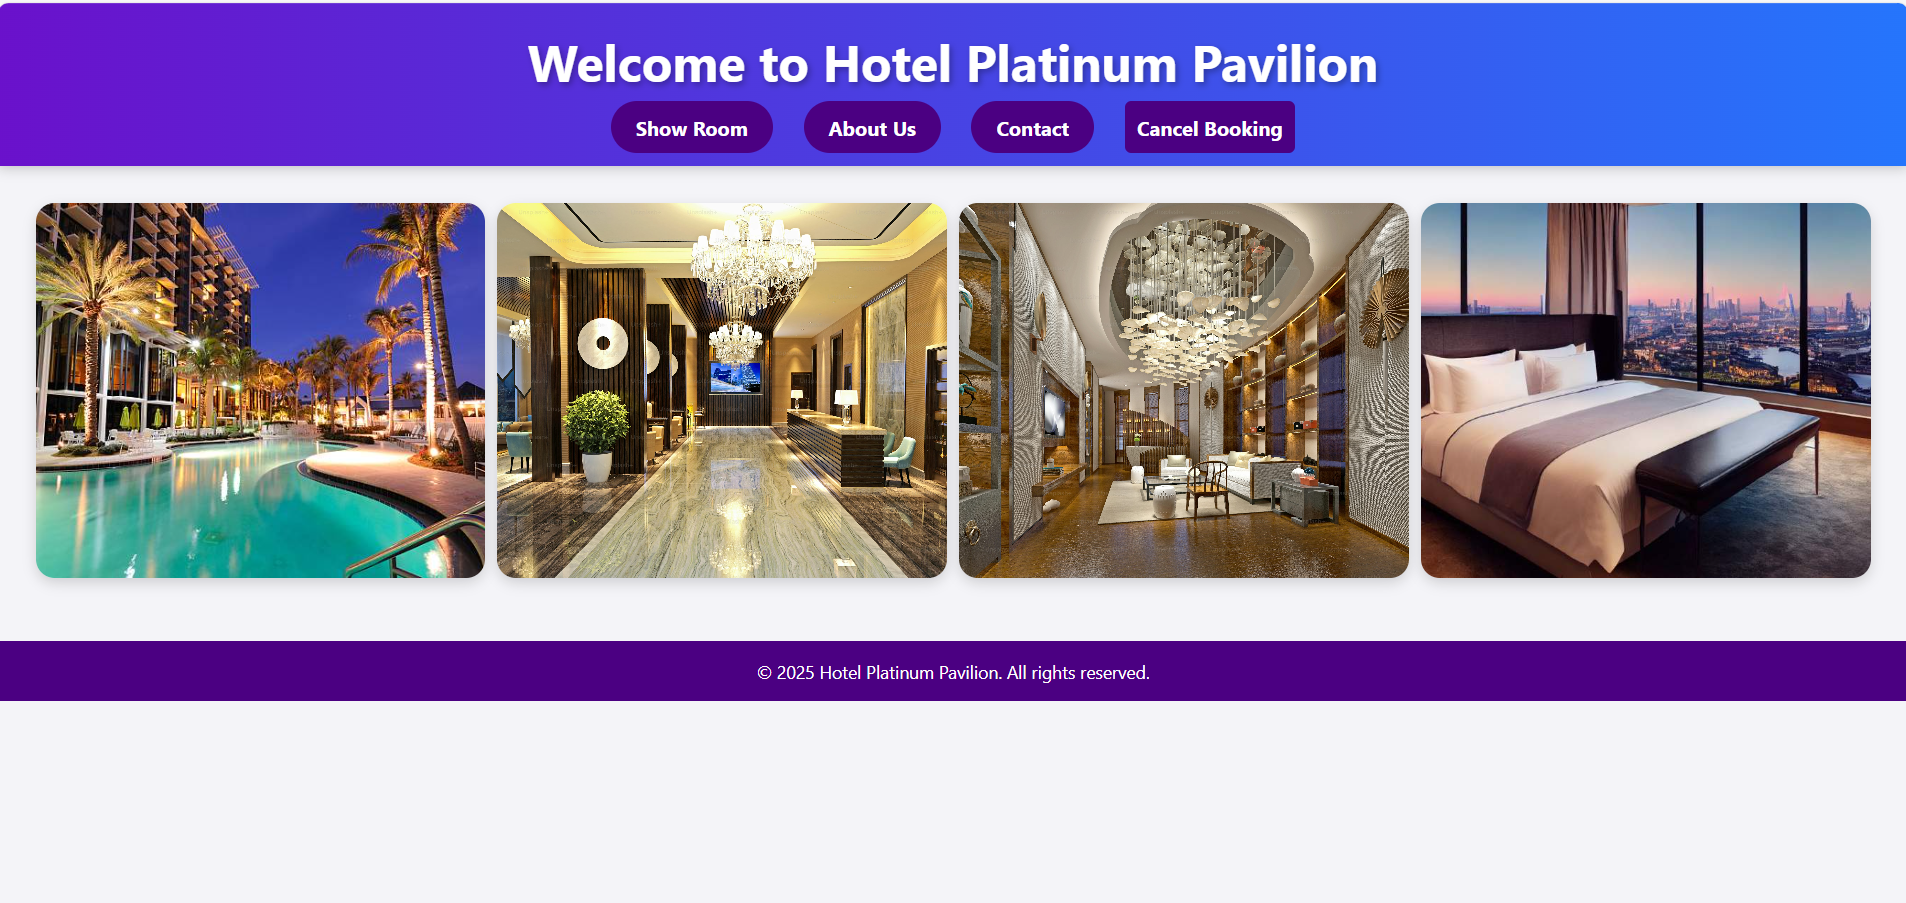 Welcome to Hotel Platinum Pavilion
Show Room About Us Contact Cancel Booking
© 2025 Hotel Platinum Pavilion. All rights reserved.